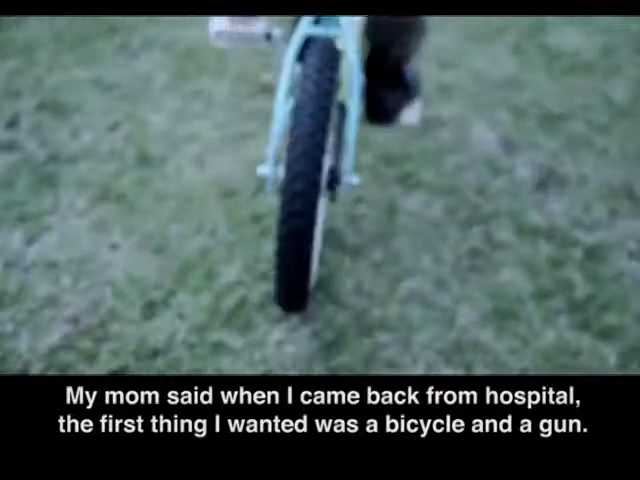 My mom said when I came back from hospital,
the first thing I wanted was a bicycle and a gun.